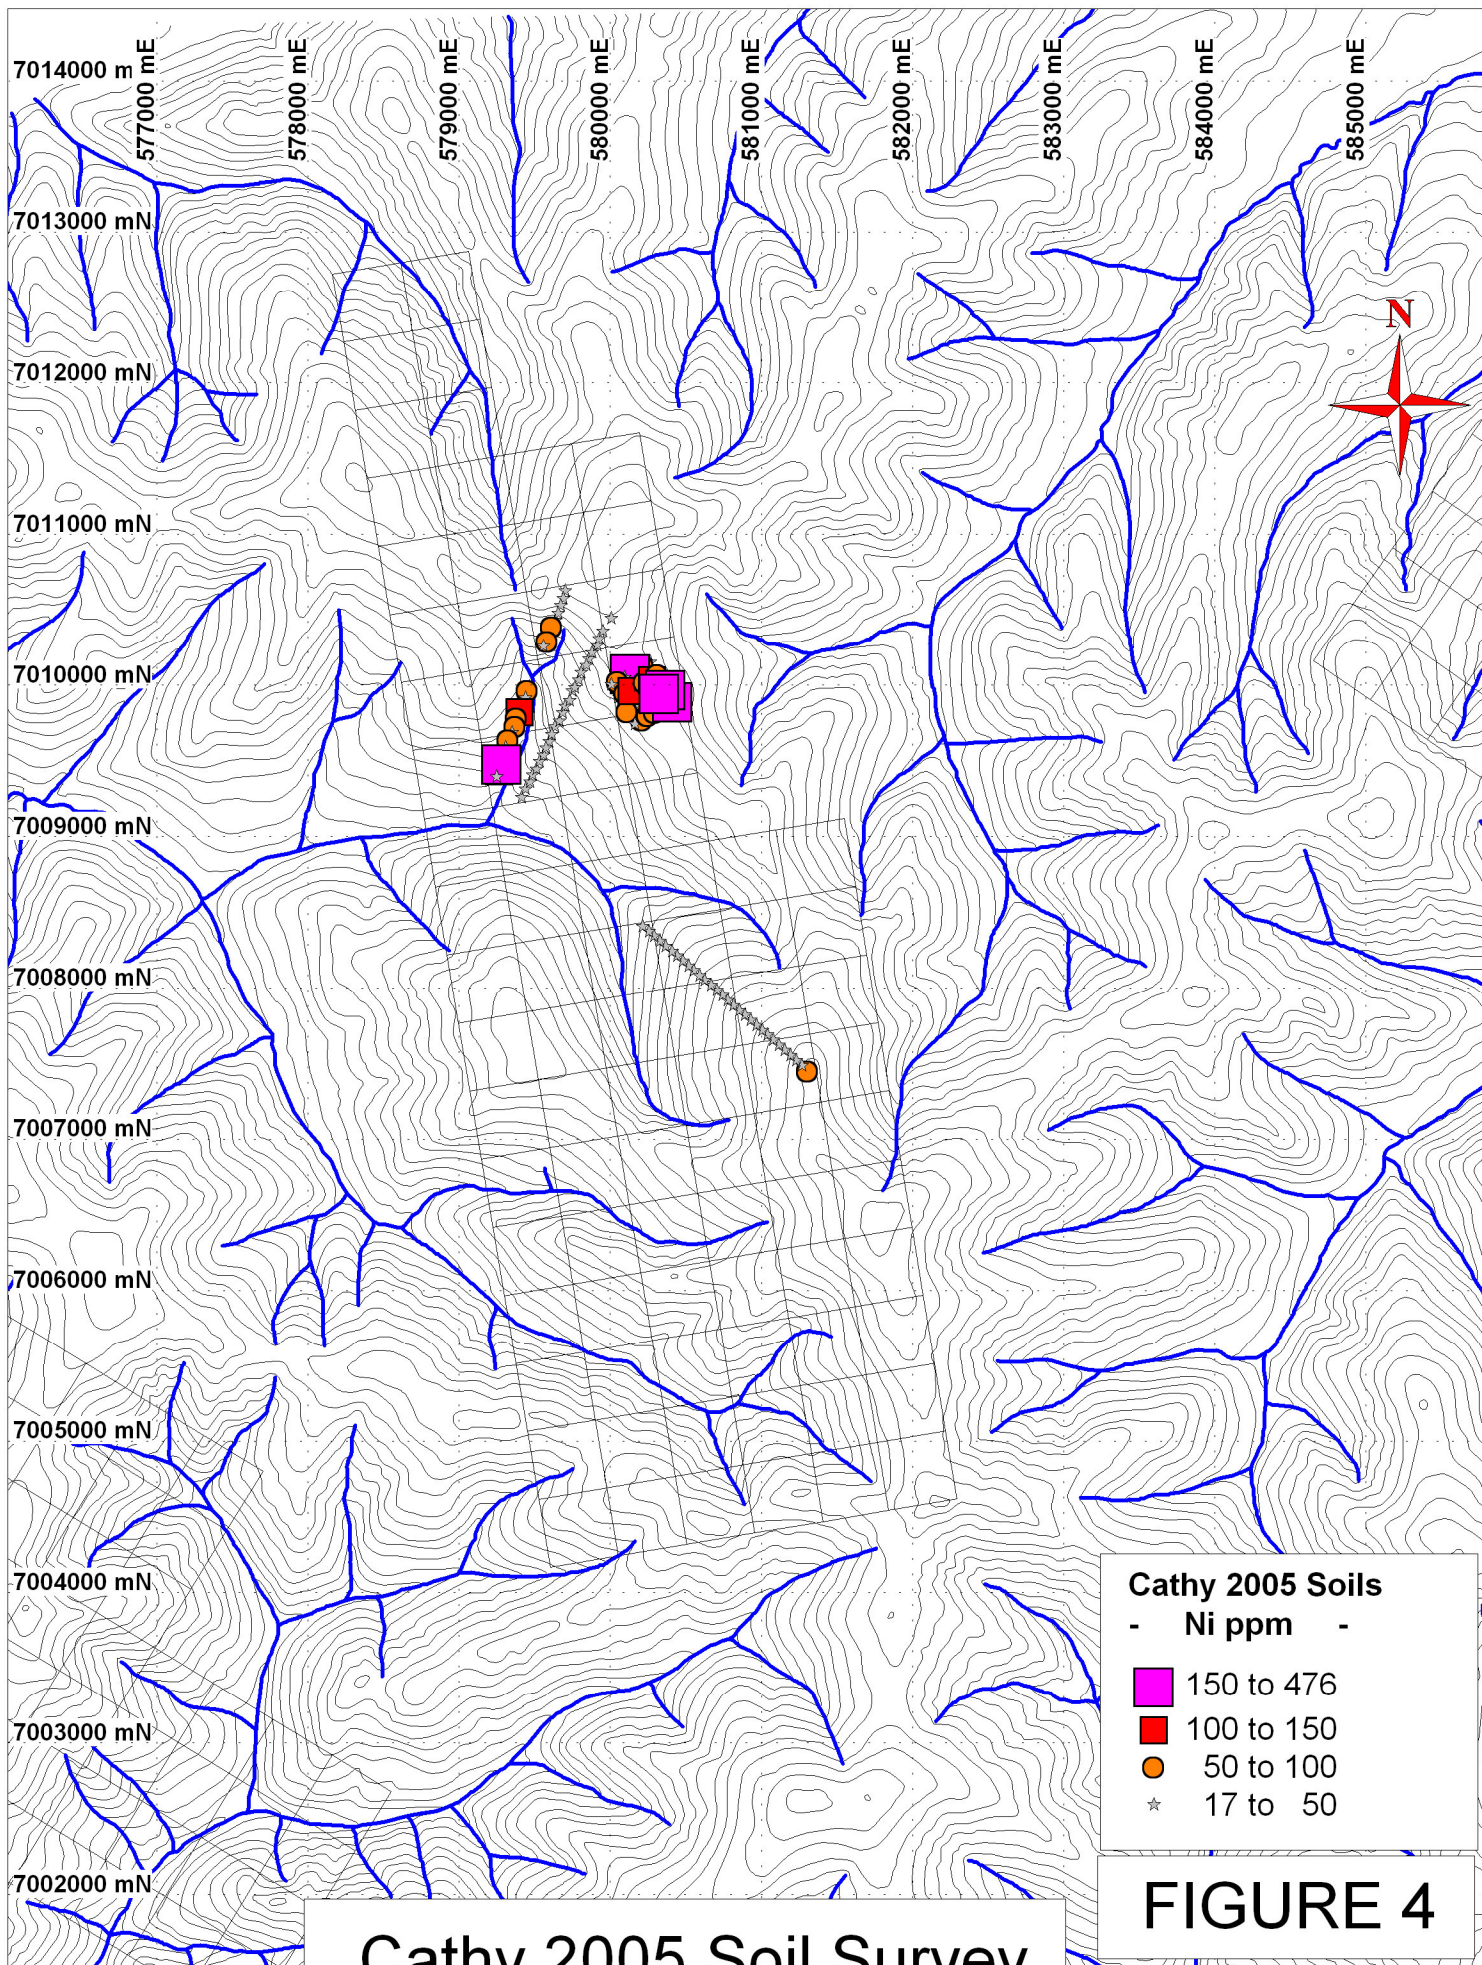 577000 mE
578000 mE
579000 mE
580000 mE
581000 mE
582000 mE
583000 mE
584000 mE
585000 mE
7014000 m
7013000 mN
7012000 mN
7011000 mN
7010000 mN
7009000 mN
7008000 mN
7007000 mN
7006000 mN
7005000 mN
7004000 mN
7003000 mN
7002000 mN
N
Cathy 2005 Soils
- Ni ppm -
150 to 476
100 to 150
50 to 100
17 to 50
FIGURE 4
Cathy 2005 Soil Survey